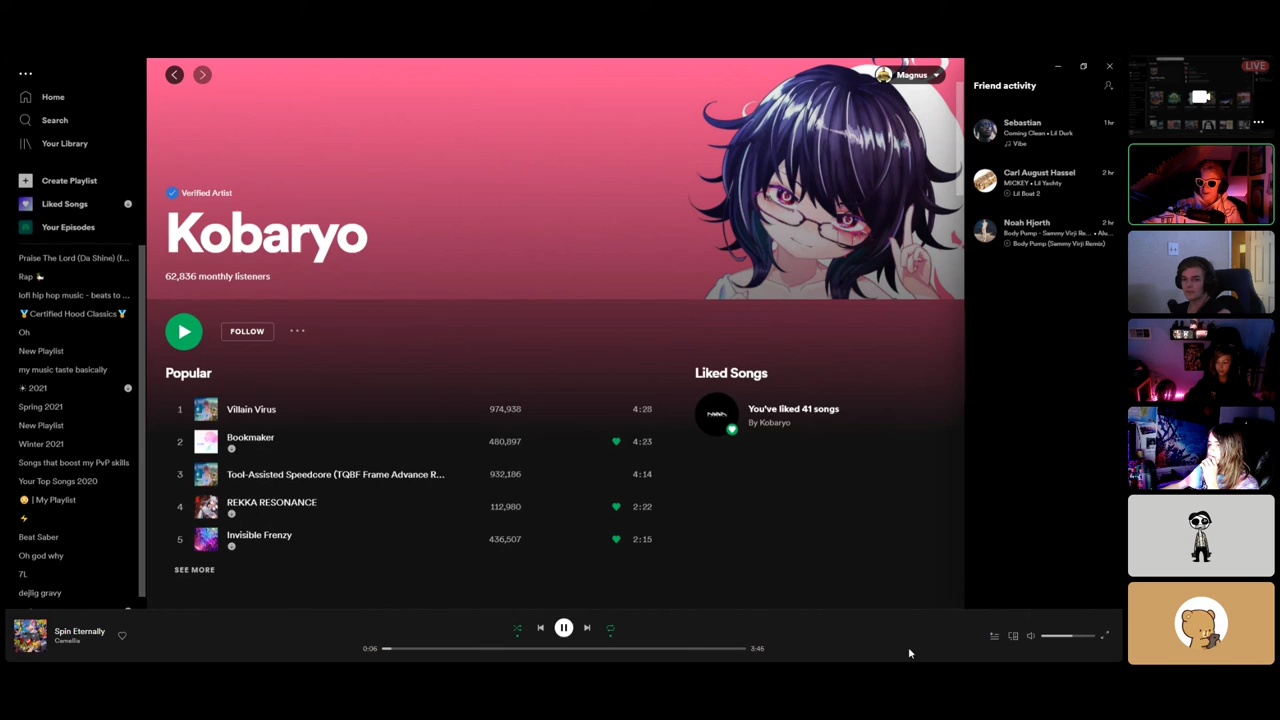 Home
Search
Your Library
Create Playlist
Liked Songs
Your Episodes
Praise The Lord (Da Shine) (f...
Rap 🦆
lofi hip hop music - beats to ...
🏅Certified Hood Classics🏅
Oh
New Playlist
my music taste basically
☀ 2021
Spring 2021
New Playlist
Winter 2021
Songs that boost my PvP skills
Your Top Songs 2020
😳 | My Playlist
⚡
Beat Saber
Oh god why
7L
dejlig gravy
Magnus
Verified Artist
Kobaryo
62,836 monthly listeners
FOLLOW
Popular
1 Villain Virus 974,938 4:28
2 Bookmaker 480,897 4:23
3 Tool-Assisted Speedcore (TQBF Frame Advance R... 932,186 4:14
4 REKKA RESONANCE 112,980 2:22
5 Invisible Frenzy 436,507 2:15
SEE MORE
Liked Songs
You've liked 41 songs
By Kobaryo
Friend activity
Sebastian 1 hr
Coming Clean • Lil Durk
Vibe
Carl August Hassel 2 hr
MICKEY • Lil Yachty
Lil Boat 2
Noah Hjorth 2 hr
Body Pump - Sammy Virji Re... • Alu...
Body Pump (Sammy Virji Remix)
LIVE
Spin Eternally
Camellia
0:06
3:46